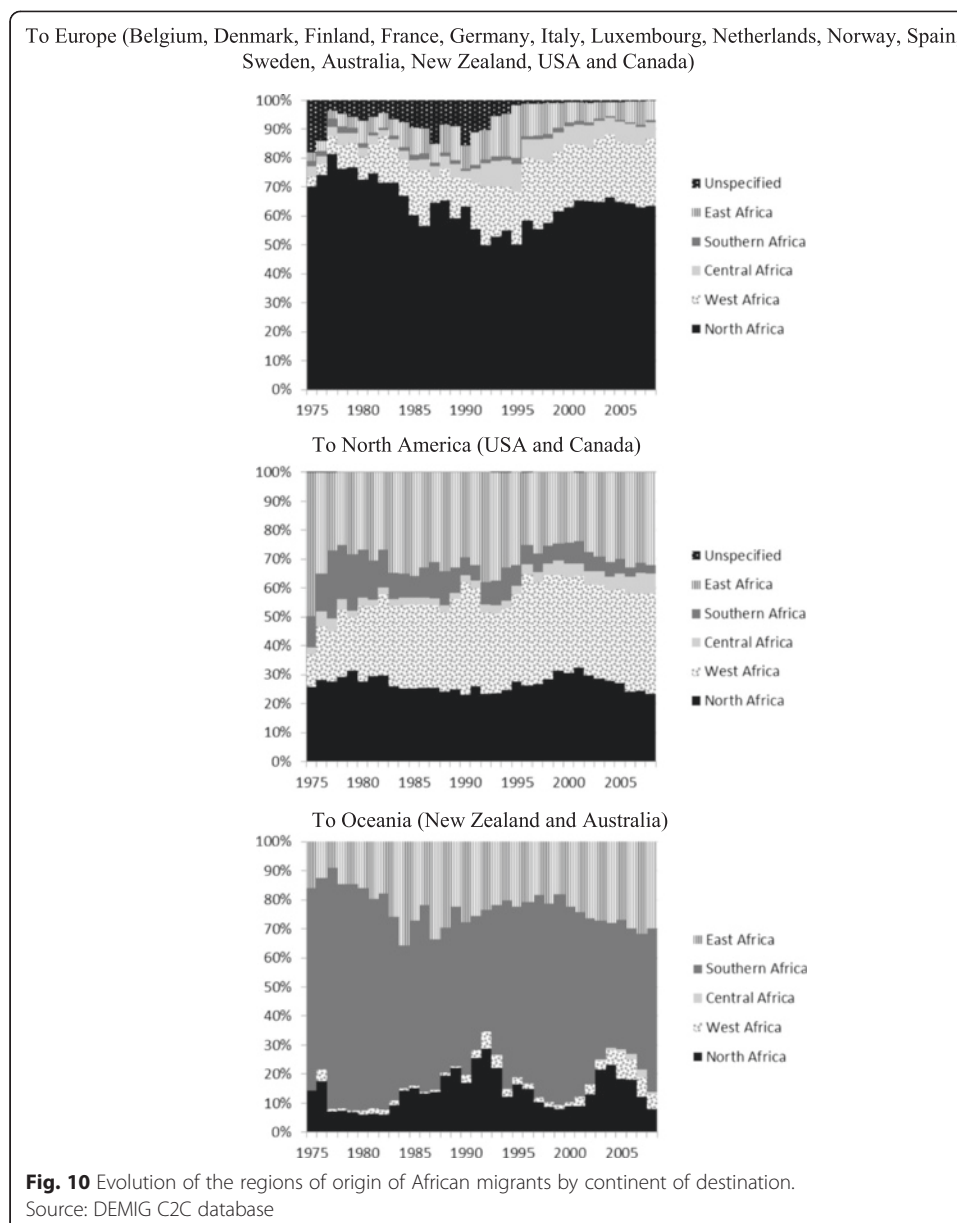 To Europe (Belgium, Denmark, Finland, France, Germany, Italy, Luxembourg, Netherlands, Norway, Spain
Sweden, Australia, New Zealand, USA and Canada)
100%
90%
80%
70%
60%
50%
40%
30%
20%
10%
0%
1975 1980 1985 1990 1995 2000 2005
Unspecified
East Africa
Southern Africa
Central Africa
West Africa
North Africa
To North America (USA and Canada)
100%
90%
80%
70%
60%
50%
40%
30%
20%
10%
0%
1975 1980 1985 1990 1995 2000 2005
Unspecified
East Africa
Southern Africa
Central Africa
West Africa
North Africa
To Oceania (New Zealand and Australia)
100%
90%
80%
70%
60%
50%
40%
30%
20%
10%
0%
1975 1980 1985 1990 1995 2000 2005
East Africa
Southern Africa
Central Africa
West Africa
North Africa
Fig. 10 Evolution of the regions of origin of African migrants by continent of destination.
Source: DEMIG C2C database